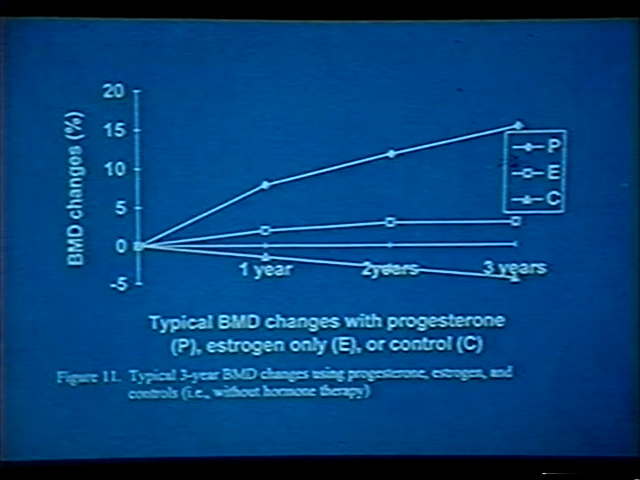 20
15
10
5
0
-5
BMD changes (%)
P
E
C
1 year
2years
3 years
Typical BMD changes with progesterone
(P), estrogen only (E), or control (C)
Figure 11. Typical 3-year BMD changes using progesterone, estrogen, and
controls (i.e., without hormone therapy)